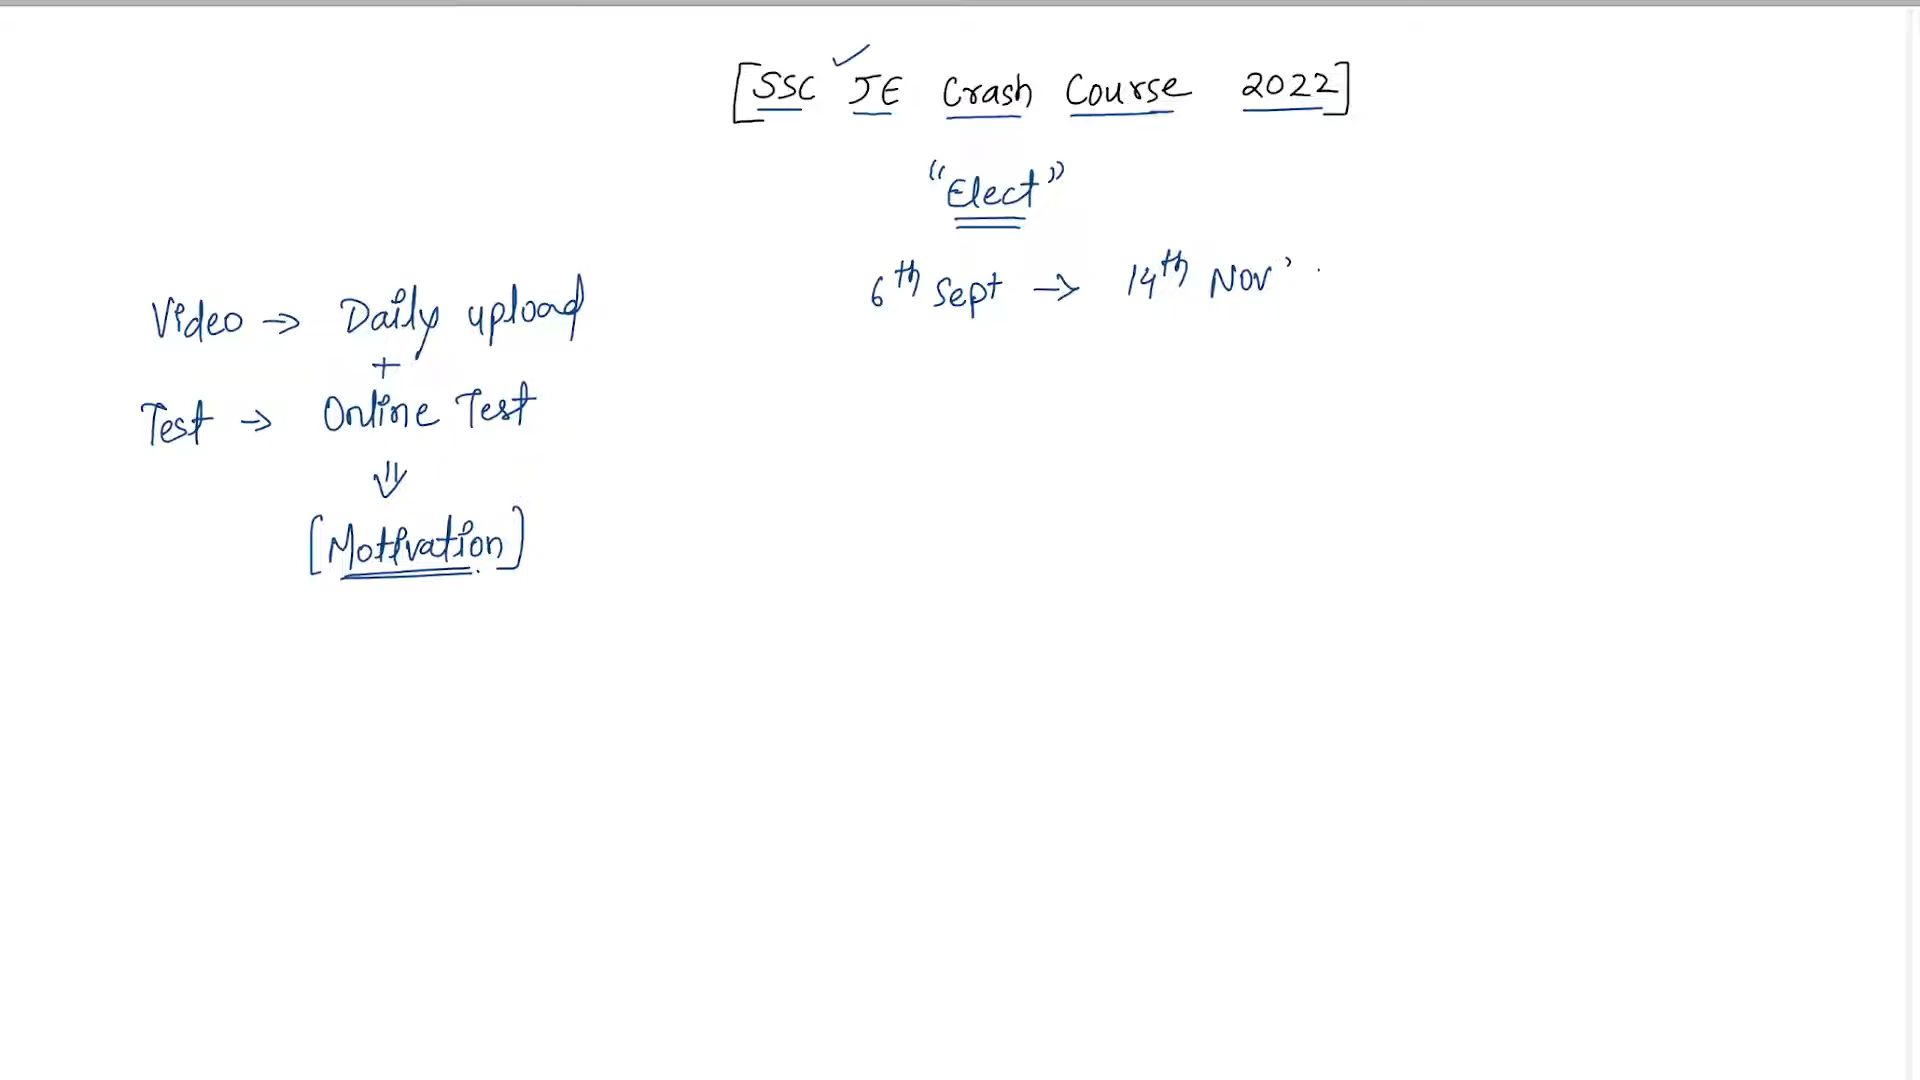 [SSC JE Crash Course 2022]
"Elect"
6th Sept → 14th Nov'
Video → Daily upload
+
Test → Online Test
⇓
[Motivation]